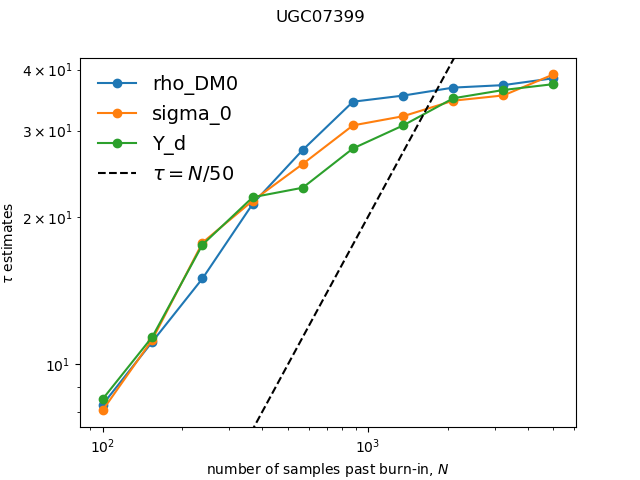 UGC07399
4 × 10¹
3 × 10¹
2 × 10¹
10¹
τ estimates
rho_DM0
sigma_0
Y_d
τ = N/50
10²
10³
number of samples past burn-in, N